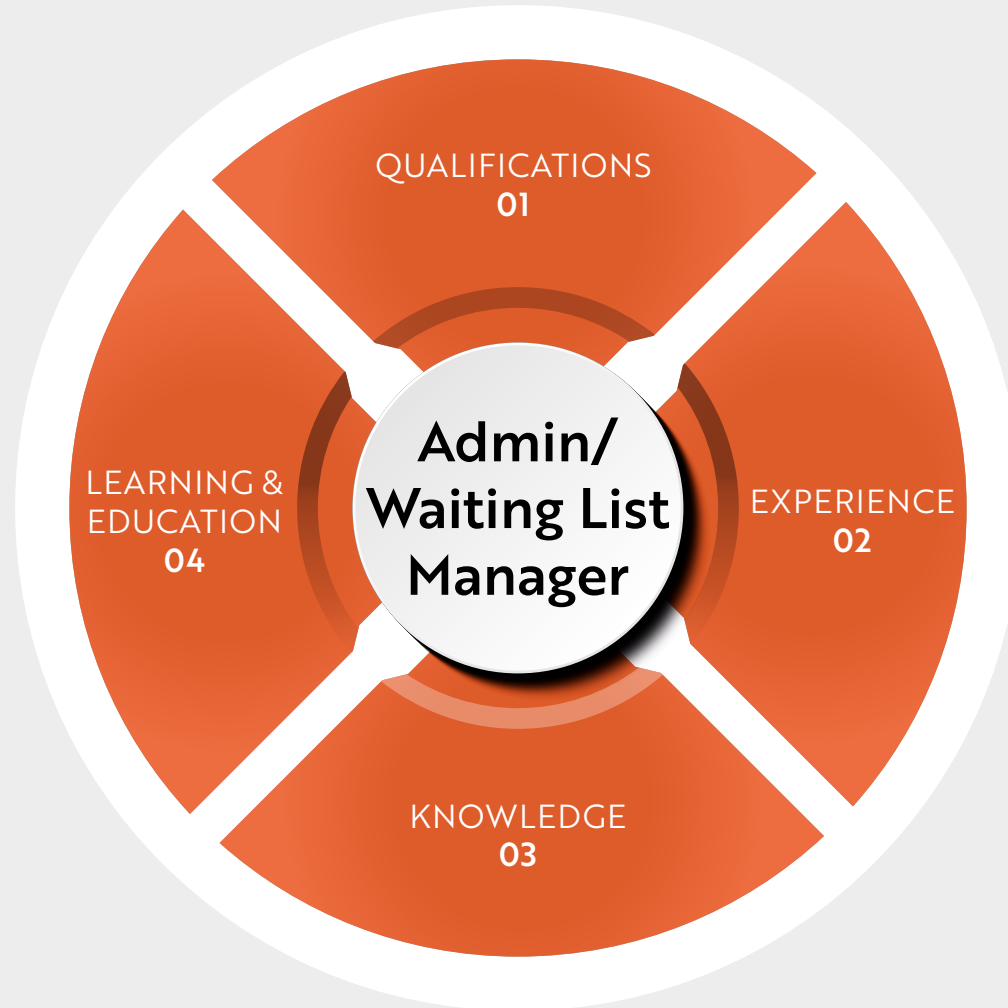 QUALIFICATIONS
01
Admin/
Waiting List
Manager
LEARNING &
EDUCATION
04
EXPERIENCE
02
KNOWLEDGE
03